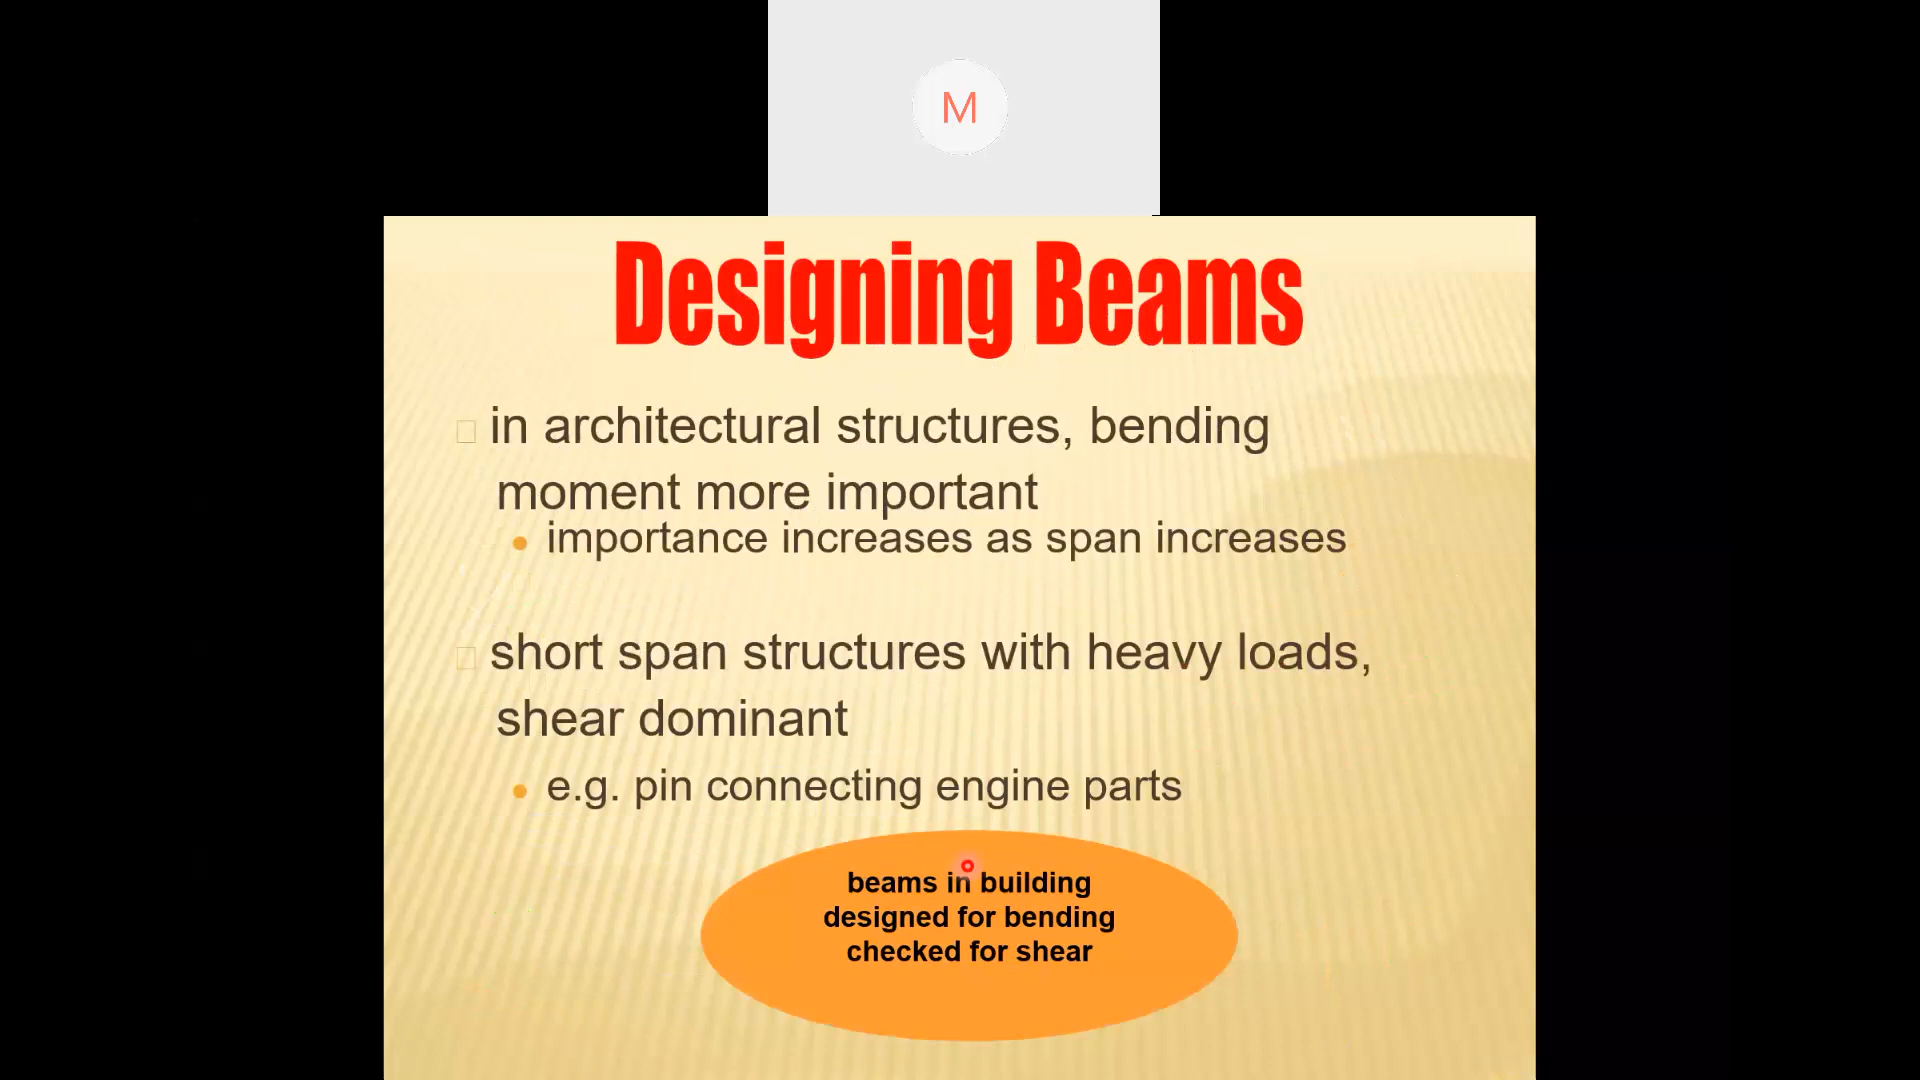 M
Designing Beams
in architectural structures, bending
moment more important
importance increases as span increases
short span structures with heavy loads,
shear dominant
e.g. pin connecting engine parts
beams in building
designed for bending
checked for shear